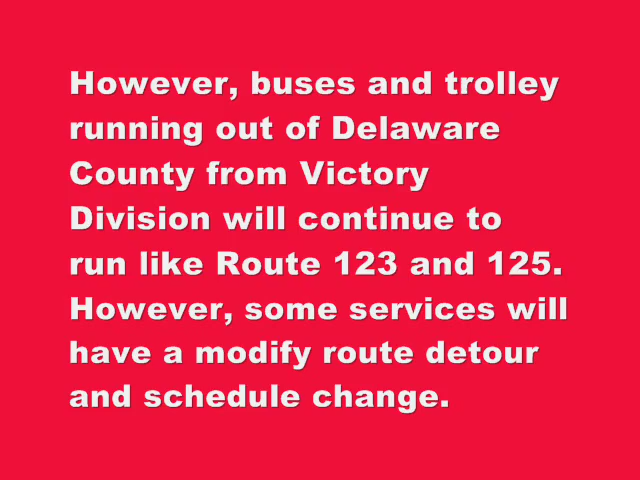 However, buses and trolley
running out of Delaware
County from Victory
Division will continue to
run like Route 123 and 125.
However, some services will
have a modify route detour
and schedule change.